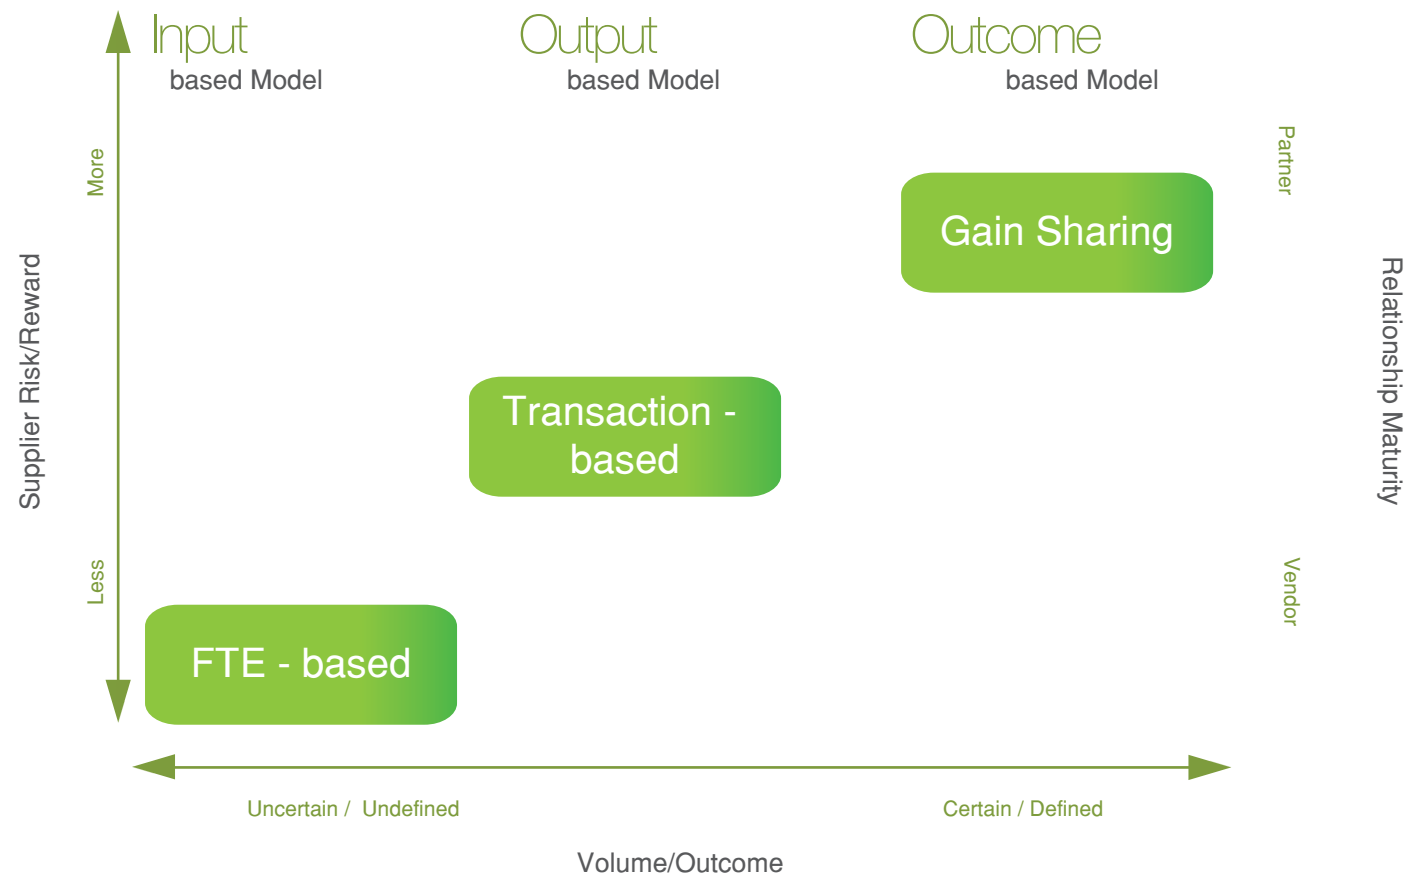 Input
based Model
Output
based Model
Outcome
based Model
More
Less
Supplier Risk/Reward
Partner
Vendor
Relationship Maturity
Gain Sharing
Transaction -
based
FTE - based
Uncertain / Undefined
Certain / Defined
Volume/Outcome